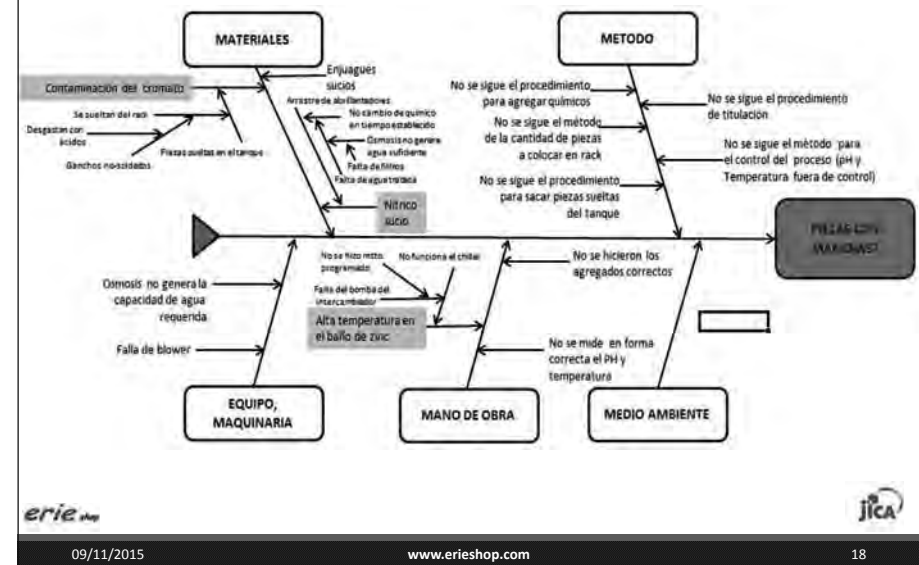 MATERIALES
METODO
Enjuagues
sucios
Contaminación del cromato
Arrastre de abrillantadores
No cambio de químico
en tiempo establecido
Se sueltan del rack
Osmosis no genera
agua suficiente
Desgastan con
ácidos
Ganchos no soldados
Piezas sueltas en el tanque
Falta de filtros
Falta de agua tratada
Nítrico
sucio
No se sigue el procedimiento
para agregar químicos
No se sigue el método
de la cantidad de piezas
a colocar en rack
No se sigue el procedimiento
para sacar piezas sueltas
del tanque
No se sigue el procedimiento
de titulación
No se sigue el método para
el control del proceso (pH y
Temperatura fuera de control)
PIEZAS CON
MANCHAS
Osmosis no genera la
capacidad de agua
requerida
Falla de blower
No se hizo mtto.
programado
No funciona el chiller
Falla del bomba del
intercambiador
Alta temperatura en
el baño de zinc
No se hicieron los
agregados correctos
No se mide en forma
correcta el PH y
temperatura
EQUIPO,
MAQUINARIA
MANO DE OBRA
MEDIO AMBIENTE
erie shop
jica
09/11/2015
www.erieshop.com
18